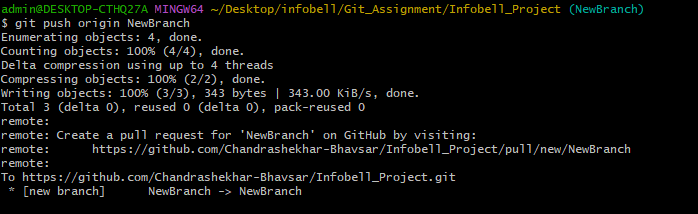 admin@DESKTOP-CTHQ27A MINGW64 ~/Desktop/infobell/Git_Assignment/Infobell_Project (NewBranch)
$ git push origin NewBranch
Enumerating objects: 4, done.
Counting objects: 100% (4/4), done.
Delta compression using up to 4 threads
Compressing objects: 100% (2/2), done.
Writing objects: 100% (3/3), 343 bytes | 343.00 KiB/s, done.
Total 3 (delta 0), reused 0 (delta 0), pack-reused 0
remote:
remote: Create a pull request for 'NewBranch' on GitHub by visiting:
remote:      https://github.com/Chandrashekhar-Bhavsar/Infobell_Project/pull/new/NewBranch
remote:
To https://github.com/Chandrashekhar-Bhavsar/Infobell_Project.git
 * [new branch]      NewBranch -> NewBranch